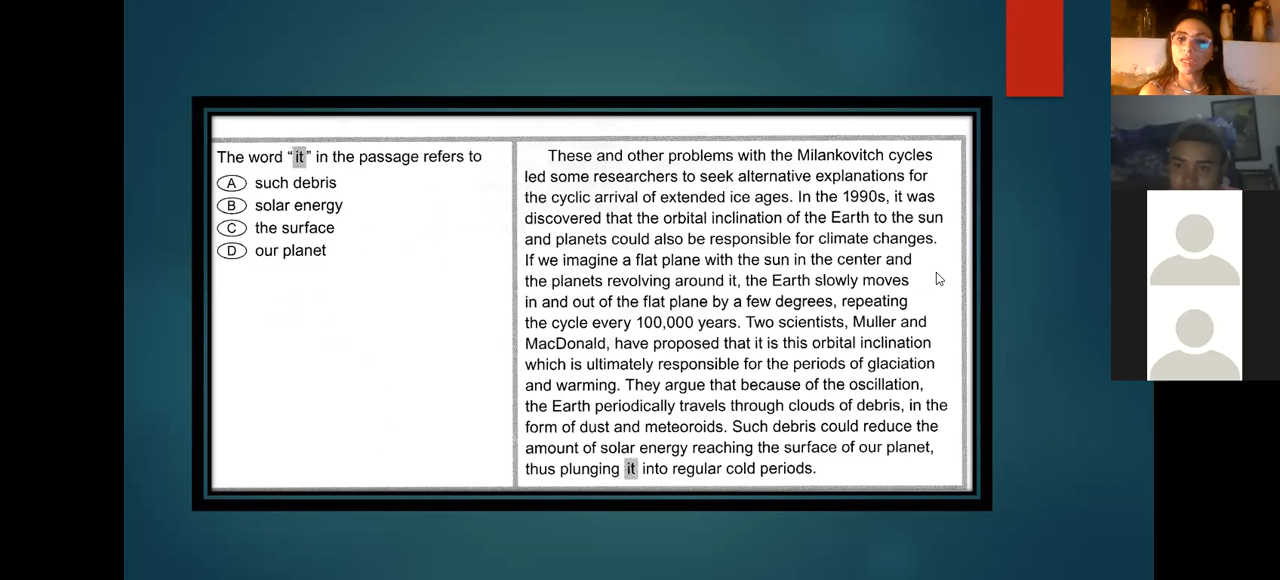 The word “it” in the passage refers to
A such debris
B solar energy
C the surface
D our planet
These and other problems with the Milankovitch cycles
led some researchers to seek alternative explanations for
the cyclic arrival of extended ice ages. In the 1990s, it was
discovered that the orbital inclination of the Earth to the sun
and planets could also be responsible for climate changes.
If we imagine a flat plane with the sun in the center and
the planets revolving around it, the Earth slowly moves
in and out of the flat plane by a few degrees, repeating
the cycle every 100,000 years. Two scientists, Muller and
MacDonald, have proposed that it is this orbital inclination
which is ultimately responsible for the periods of glaciation
and warming. They argue that because of the oscillation,
the Earth periodically travels through clouds of debris, in the
form of dust and meteoroids. Such debris could reduce the
amount of solar energy reaching the surface of our planet,
thus plunging it into regular cold periods.